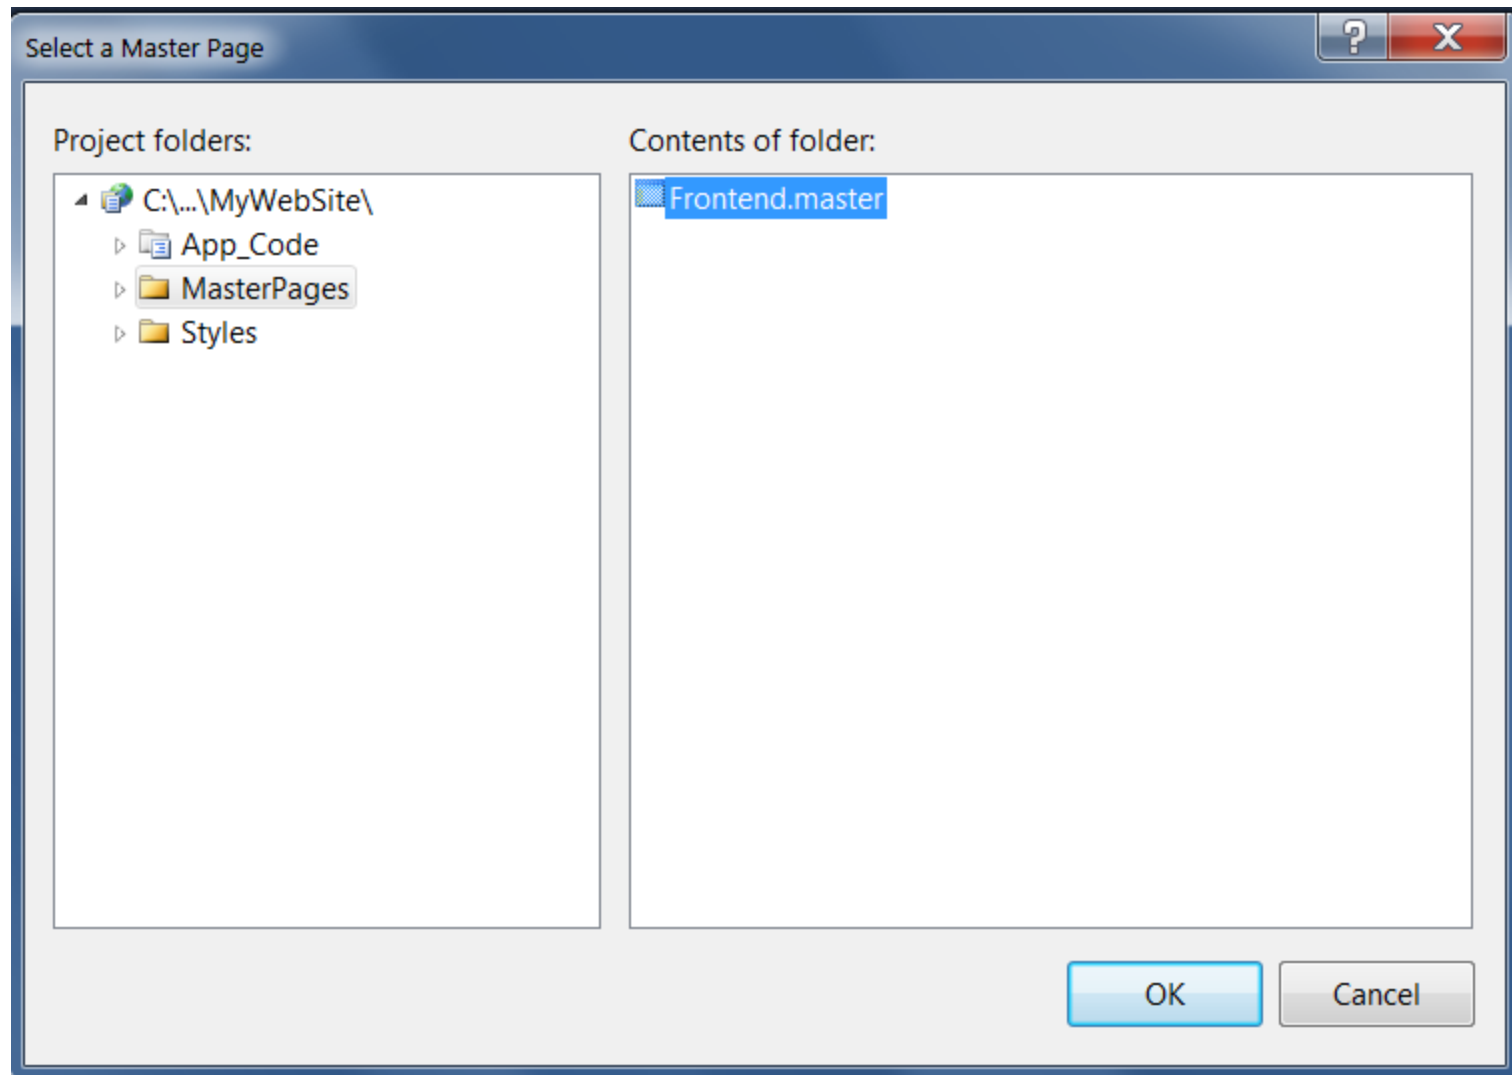 Select a Master Page
Project folders:
Contents of folder:
C:\...\MyWebSite\
App_Code
MasterPages
Styles
Frontend.master
OK
Cancel